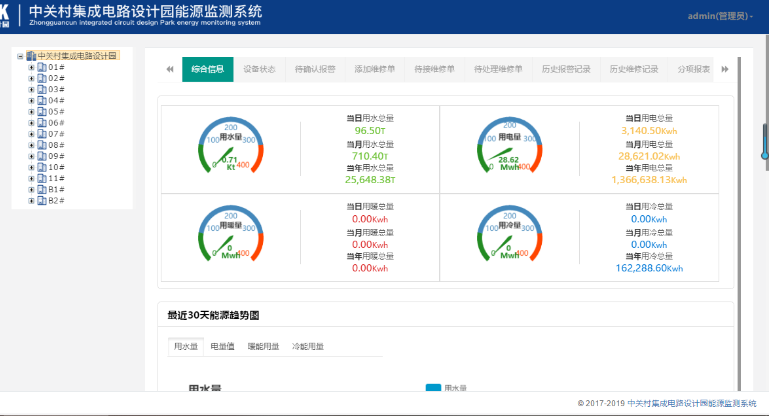 中关村集成电路设计园能源监测系统
Zhongguancun integrated circuit design Park energy monitoring system
admin(管理员)
中关村集成电路设计园
01#
02#
03#
04#
05#
06#
07#
08#
09#
10#
11#
B1#
B2#
综合信息 设备状态 待确认报警 添加维修单 待接维修单 待处理维修单 历史报警记录 历史维修记录 分项报表
用水量
0 100 200 300 400
0.71
Kt
当日用水总量
96.50T
当月用水总量
710.40T
当年用水总量
25,648.38T
用电量
0 100 200 300 400
28.62
Mwh
当日用电总量
3,140.50Kwh
当月用电总量
28,621.02Kwh
当年用电总量
1,366,638.13Kwh
用暖量
0 100 200 300 400
0
Mwh
当日用暖总量
0.00Kwh
当月用暖总量
0.00Kwh
当年用暖总量
0.00Kwh
用冷量
0 100 200 300 400
0
Mwh
当日用冷总量
0.00Kwh
当月用冷总量
0.00Kwh
当年用冷总量
162,288.60Kwh
最近30天能源趋势图
用水量 电量值 暖能用量 冷能用量
用水量
用水量
© 2017-2019 中关村集成电路设计园能源监测系统